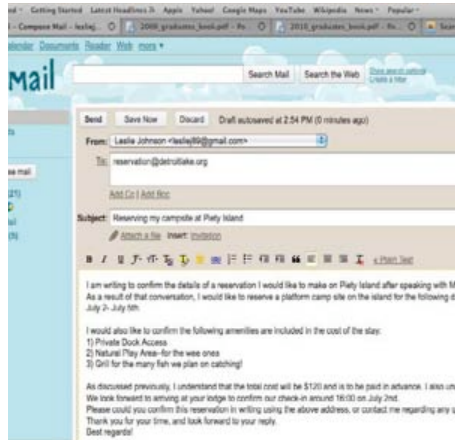 Getting Started Latest Headlines Apple Yahoo! Google Maps YouTube Wikipedia News Popular
Compose Mail - lesliej... 2009_graduates_book.pdf 2010_graduates_book.pdf
Calendar Documents Reader Web more ▼
mail
Search Mail Search the Web Show search options
Create a filter
Send Save Now Discard Draft autosaved at 2:54 PM (0 minutes ago)
From: Leslie Johnson <lesliej89@gmail.com>
To: reservation@detroitlake.org
Add Cc | Add Bcc
Subject: Reserving my campsite at Piety Island
Attach a file Insert: Invitation
« Plain Text
I am writing to confirm the details of a reservation I would like to make on Piety Island after speaking with M
As a result of that conversation, I would like to reserve a platform camp site on the island for the following d
July 2- July 5th
I would also like to confirm the following amenities are included in the cost of the stay:
1) Private Dock Access
2) Natural Play Area--for the wee ones
3) Grill for the many fish we plan on catching!
As discussed previously, I understand that the total cost will be $120 and is to be paid in advance. I also un
We look forward to arriving at your lodge to confirm our check-in around 16:00 on July 2nd.
Please could you confirm this reservation in writing using the above address, or contact me regarding any
Thank you for your time, and look forward to your reply.
Best regards!